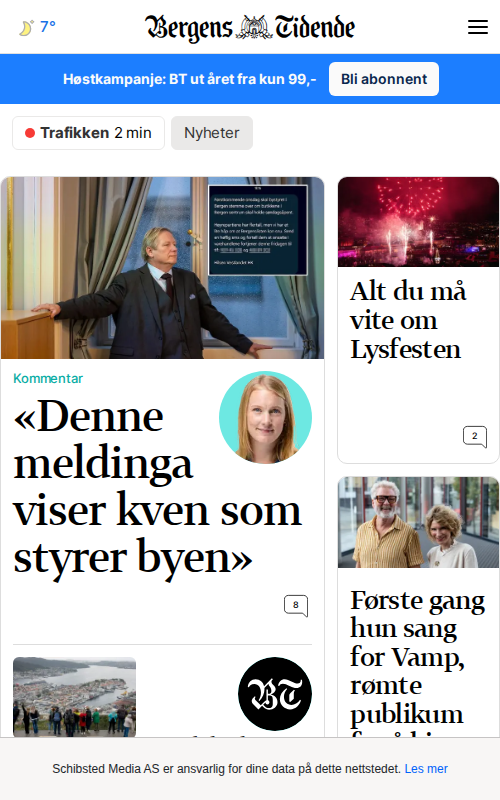 7°
Bergens Tidende
Høstkampanje: BT ut året fra kun 99,-
Bli abonnent
Trafikken 2 min
Nyheter
Kommentar
«Denne
meldinga
viser kven som
styrer byen»
8
BT
Alt du må
vite om
Lysfesten
2
Første gang
hun sang
for Vamp,
rømte
publikum
Schibsted Media AS er ansvarlig for dine data på dette nettstedet. Les mer